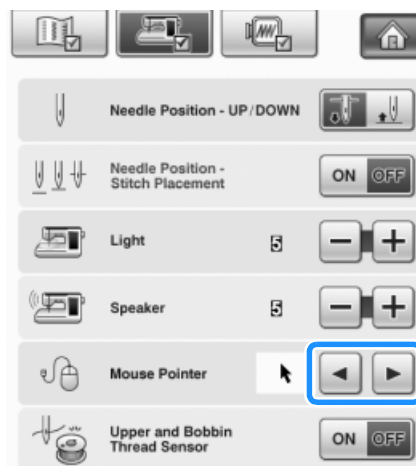 Needle Position - UP/DOWN
Needle Position -
Stitch Placement
ON OFF
Light 5
Speaker 5
Mouse Pointer
Upper and Bobbin
Thread Sensor
ON OFF